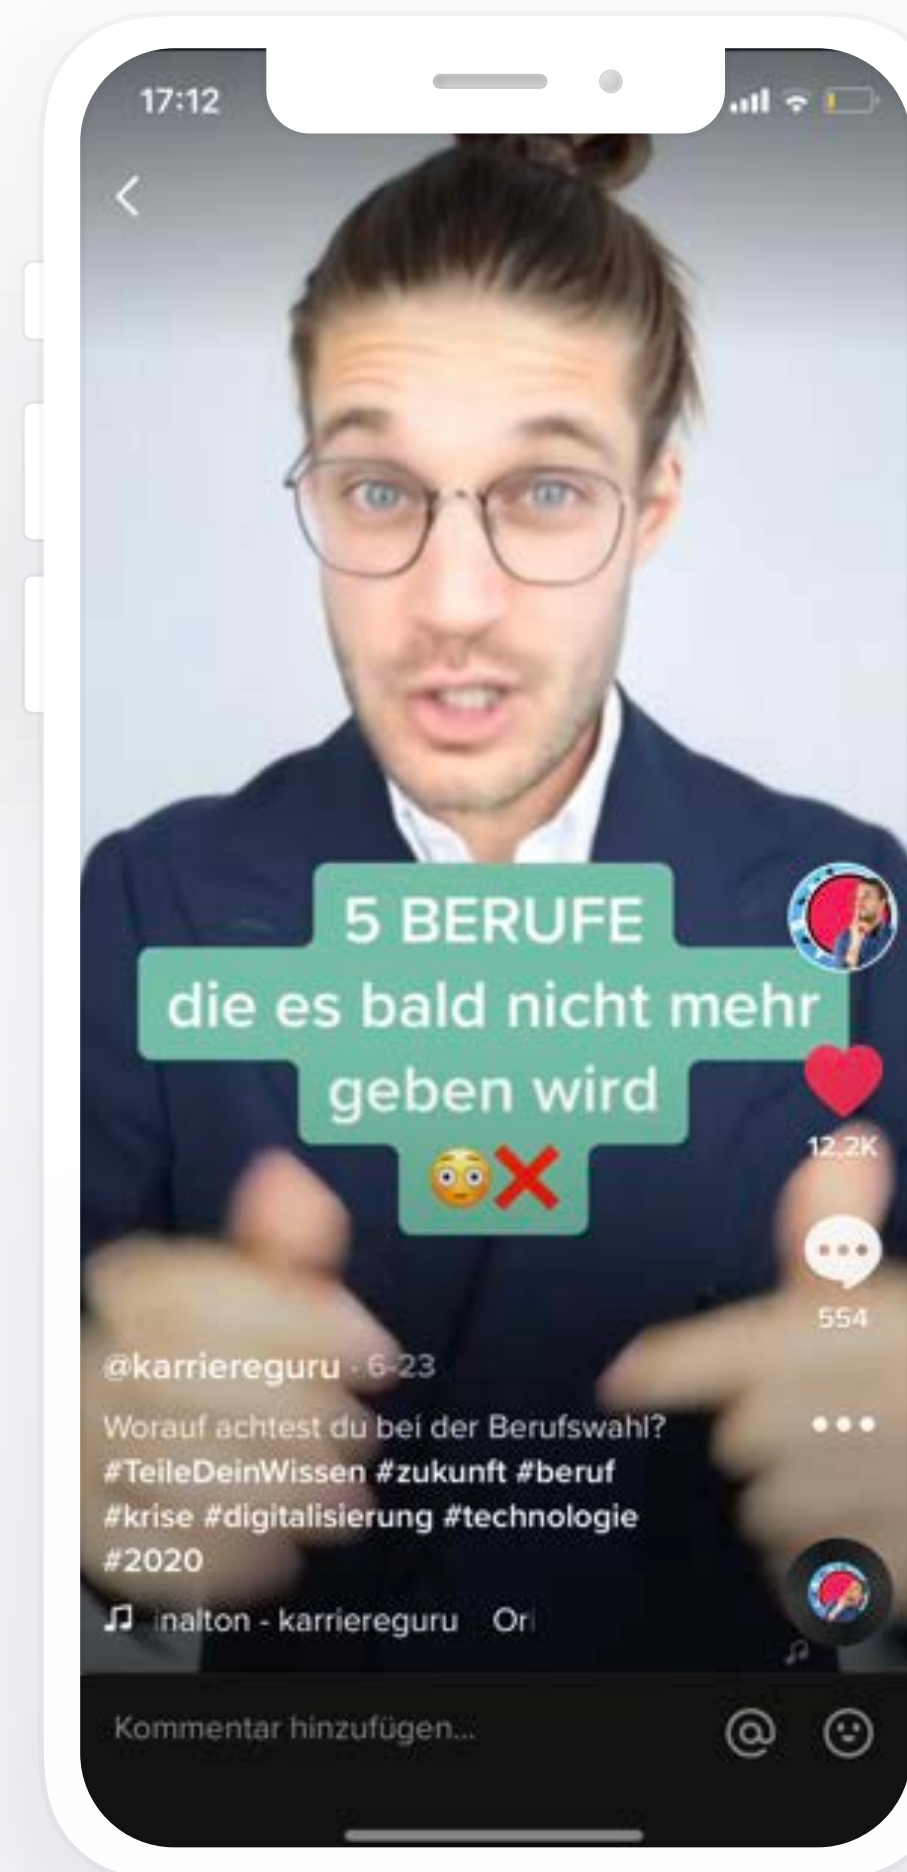 17:12
5 BERUFE
die es bald nicht mehr
geben wird
😳❌
12.2K
554
@karriereguru · 6-23
Worauf achtest du bei der Berufswahl?
#TeileDeinWissen #zukunft #beruf
#krise #digitalisierung #technologie
#2020
inalton - karriereguru Ori
Kommentar hinzufügen...